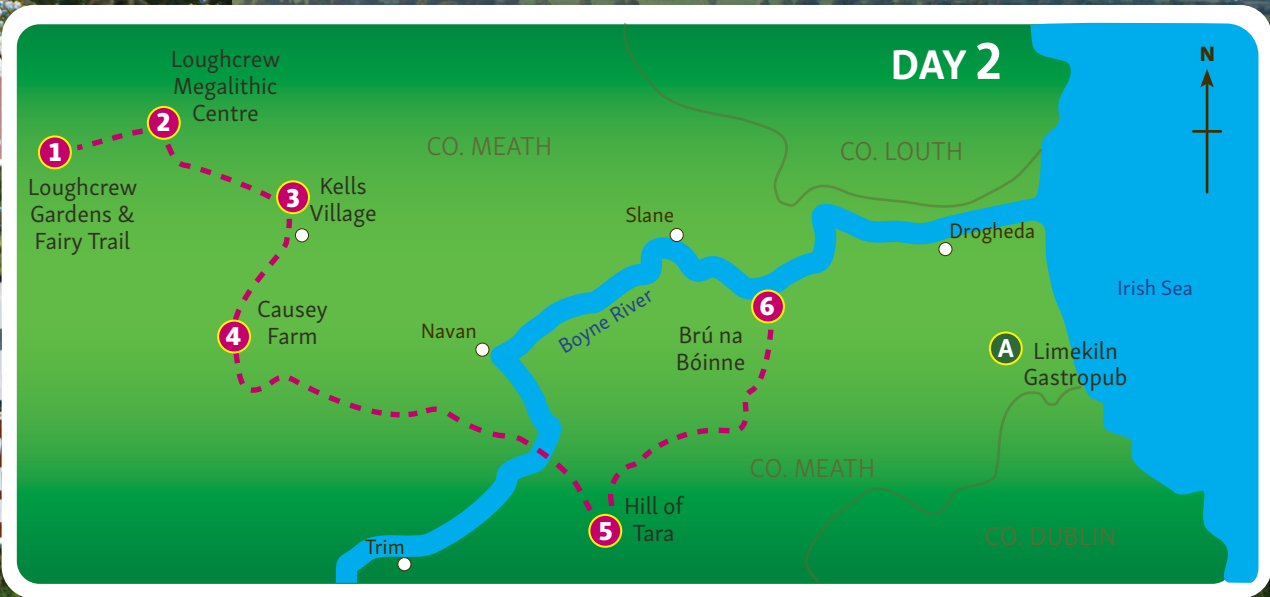 DAY 2
N
Loughcrew
Megalithic
Centre
2
1
Loughcrew
Gardens &
Fairy Trail
CO. MEATH
CO. LOUTH
3
Kells
Village
Slane
Drogheda
Irish Sea
Boyne River
4
Causey
Farm
Navan
6
Brú na
Bóinne
A
Limekiln
Gastropub
CO. MEATH
5
Hill of
Tara
CO. DUBLIN
Trim